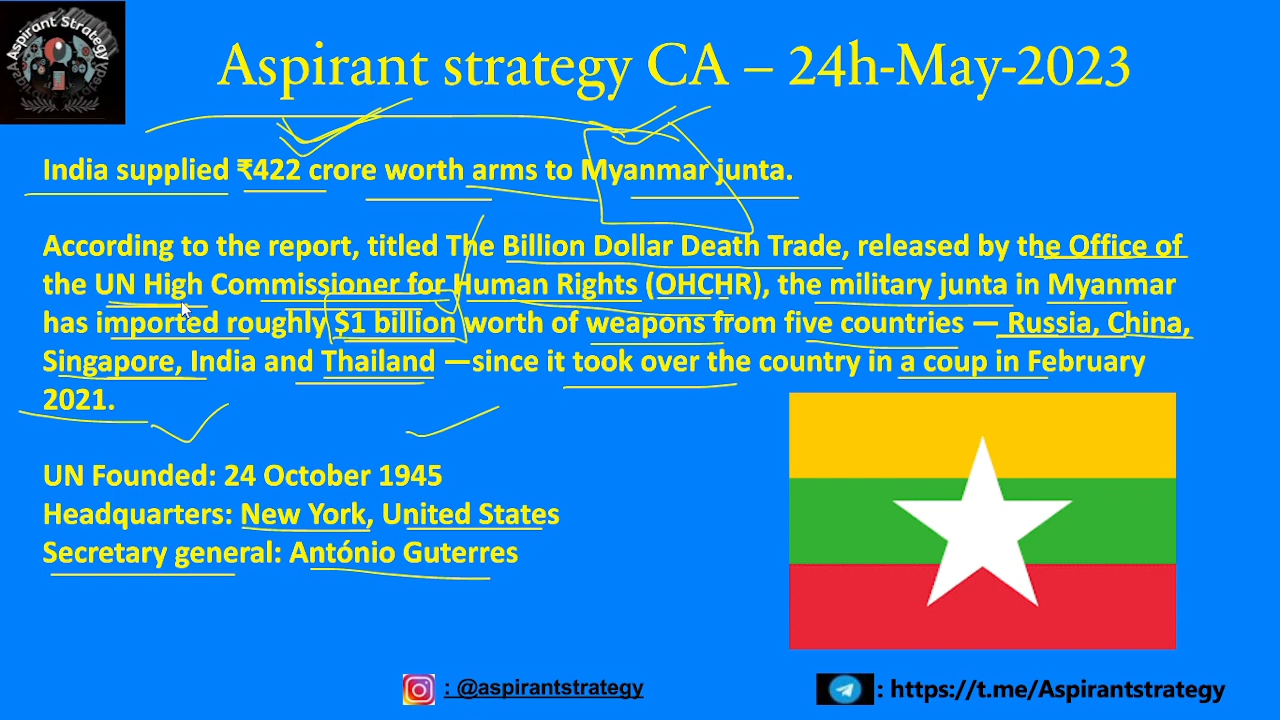 Aspirant Strategy
Aspirant strategy CA – 24h-May-2023
India supplied ₹422 crore worth arms to Myanmar junta.
According to the report, titled The Billion Dollar Death Trade, released by the Office of
the UN High Commissioner for Human Rights (OHCHR), the military junta in Myanmar
has imported roughly $1 billion worth of weapons from five countries — Russia, China,
Singapore, India and Thailand —since it took over the country in a coup in February
2021.
UN Founded: 24 October 1945
Headquarters: New York, United States
Secretary general: António Guterres
: @aspirantstrategy
: https://t.me/Aspirantstrategy